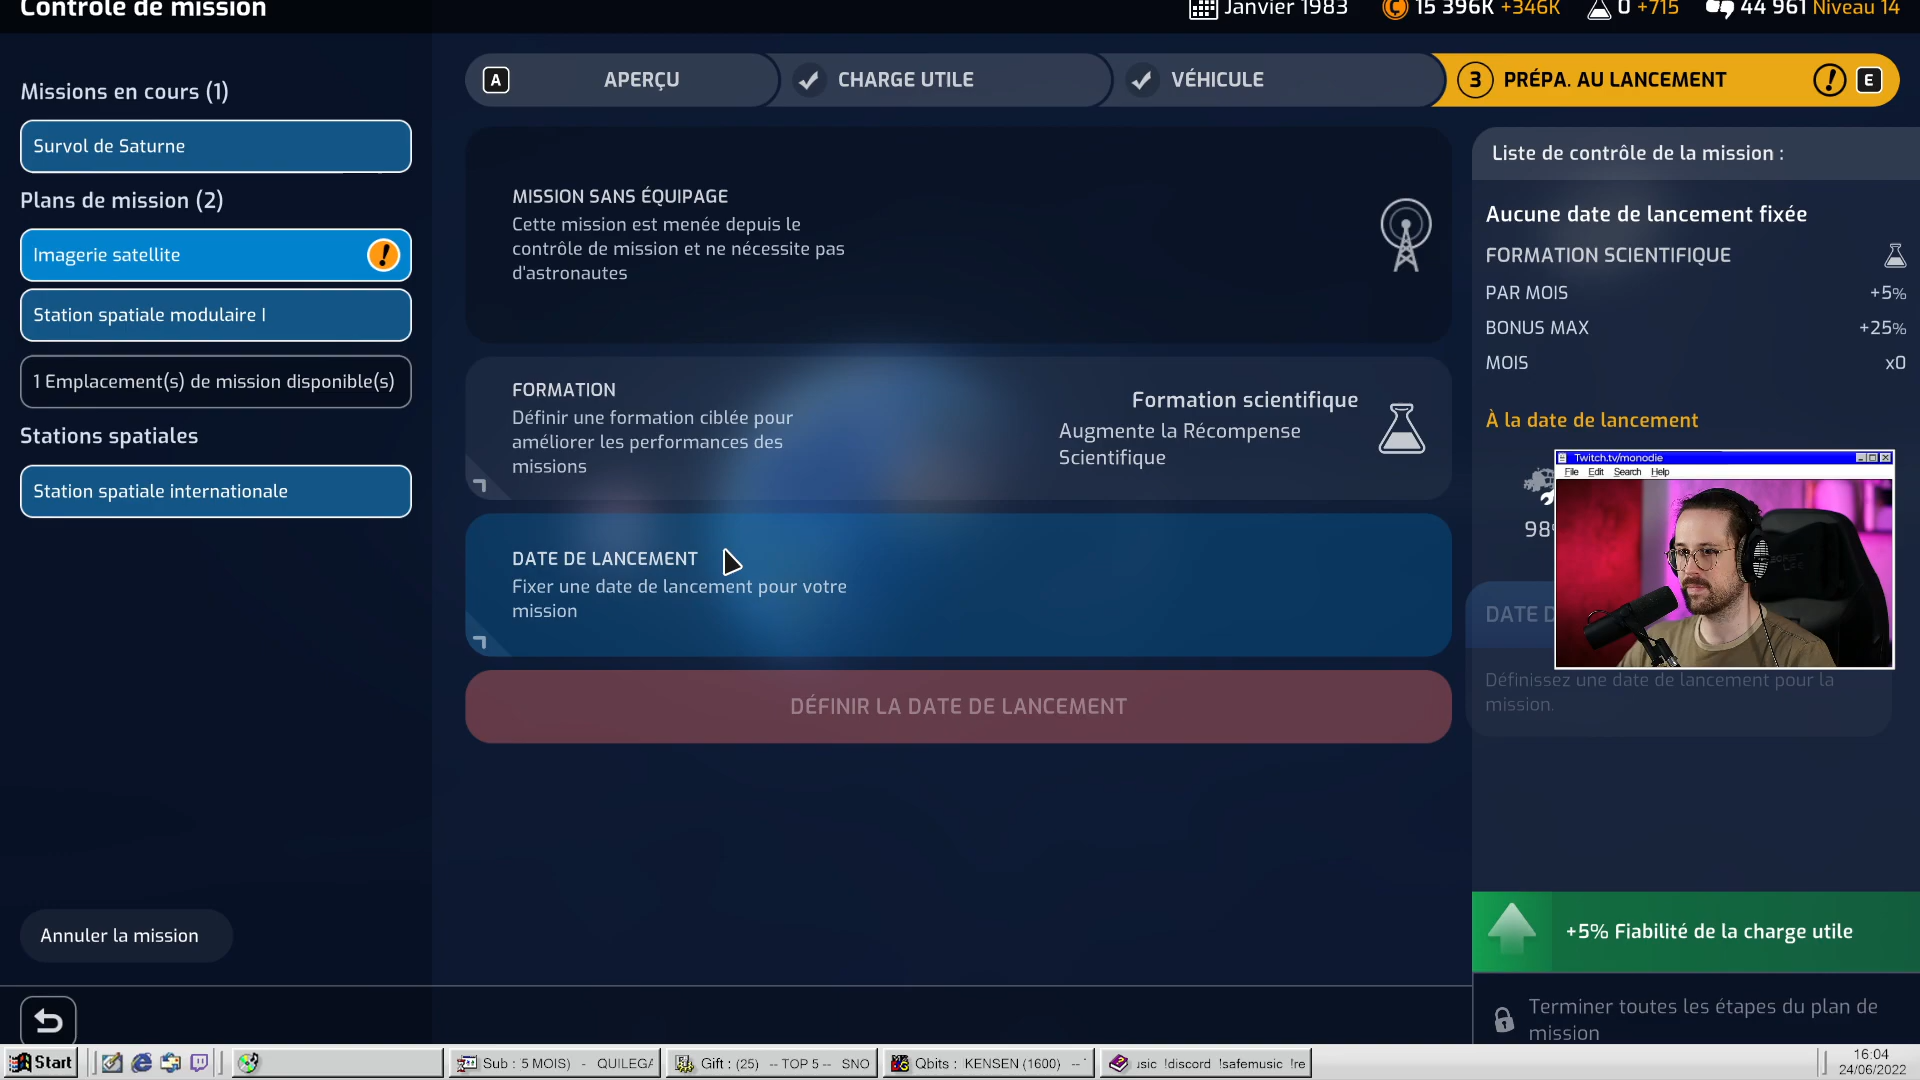 Contrôle de mission
Janvier 1983
15 396K +346K
0 +715
44 961 Niveau 14
Missions en cours (1)
Survol de Saturne
Plans de mission (2)
Imagerie satellite
Station spatiale modulaire I
1 Emplacement(s) de mission disponible(s)
Stations spatiales
Station spatiale internationale
Annuler la mission
A
APERÇU
CHARGE UTILE
VÉHICULE
3 PRÉPA. AU LANCEMENT
E
MISSION SANS ÉQUIPAGE
Cette mission est menée depuis le
contrôle de mission et ne nécessite pas
d'astronautes
FORMATION
Définir une formation ciblée pour
améliorer les performances des
missions
Formation scientifique
Augmente la Récompense
Scientifique
DATE DE LANCEMENT
Fixer une date de lancement pour votre
mission
DÉFINIR LA DATE DE LANCEMENT
Liste de contrôle de la mission :
Aucune date de lancement fixée
FORMATION SCIENTIFIQUE
PAR MOIS +5%
BONUS MAX +25%
MOIS x0
À la date de lancement
Twitch.tv/monodie
File Edit Search Help
98
DATE D
Définissez une date de lancement pour la
mission.
+5% Fiabilité de la charge utile
Terminer toutes les étapes du plan de
mission
Start
Sub : 5 MOIS) - QUILEGA
Gift : (25) -- TOP 5 -- SNO
Qbits : KENSEN (1600) --
usic !discord !safemusic !re
16:04
24/06/2022